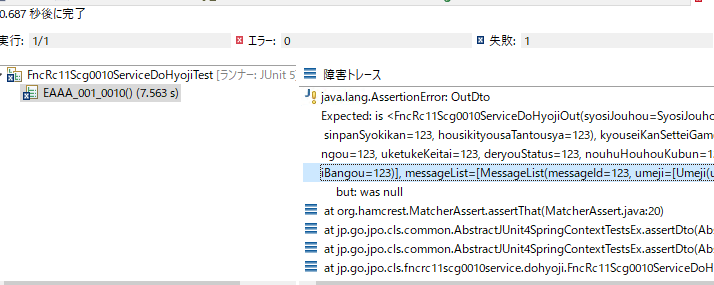 0.687 秒後に完了
実行: 1/1
エラー: 0
失敗: 1
FncRc11Scg0010ServiceDoHyojiTest [ランナー: JUnit 5]
EAAA_001_0010() (7.563 s)
障害トレース
java.lang.AssertionError: OutDto
Expected: is <FncRc11Scg0010ServiceDoHyojiOut(syosiJouhou=SyosiJouh
sinpanSyokikan=123, housikityousaTantousya=123), kyouseiKanSetteiGam
ngou=123, uketukeKeitai=123, deryouStatus=123, nouhuHouhouKubun=1
iBangou=123)], messageList=[MessageList(messageId=123, umeji=[Umeji(u
but: was null
at org.hamcrest.MatcherAssert.assertThat(MatcherAssert.java:20)
at jp.go.jpo.cls.common.AbstractJUnit4SpringContextTestsEx.assertDto(Abs
at jp.go.jpo.cls.common.AbstractJUnit4SpringContextTestsEx.assertDto(Abs
at jp.go.jpo.cls.fncrc11scg0010service.dohyoji.FncRc11Scg0010ServiceDoH